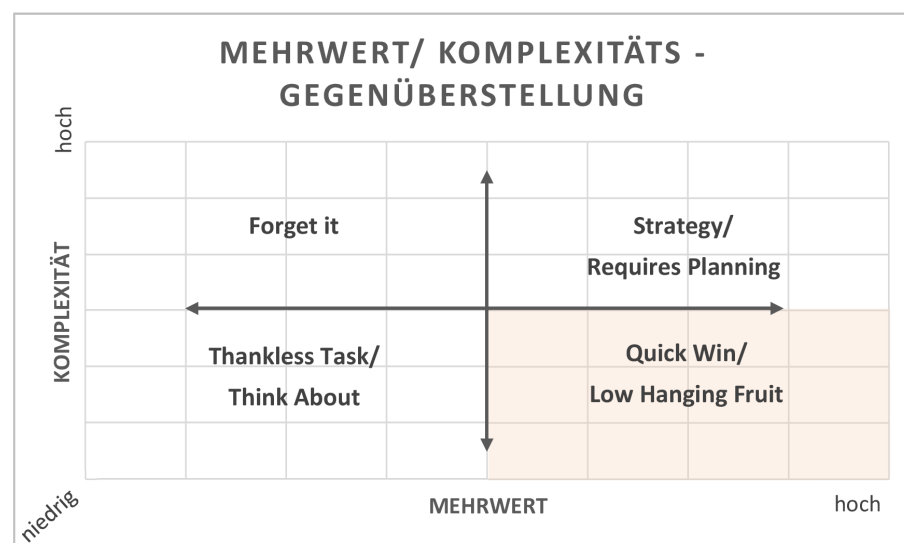 MEHRWERT/ KOMPLEXITÄTS -
GEGENÜBERSTELLUNG
hoch
KOMPLEXITÄT
Forget it
Strategy/
Requires Planning
Thankless Task/
Think About
Quick Win/
Low Hanging Fruit
niedrig
MEHRWERT
hoch